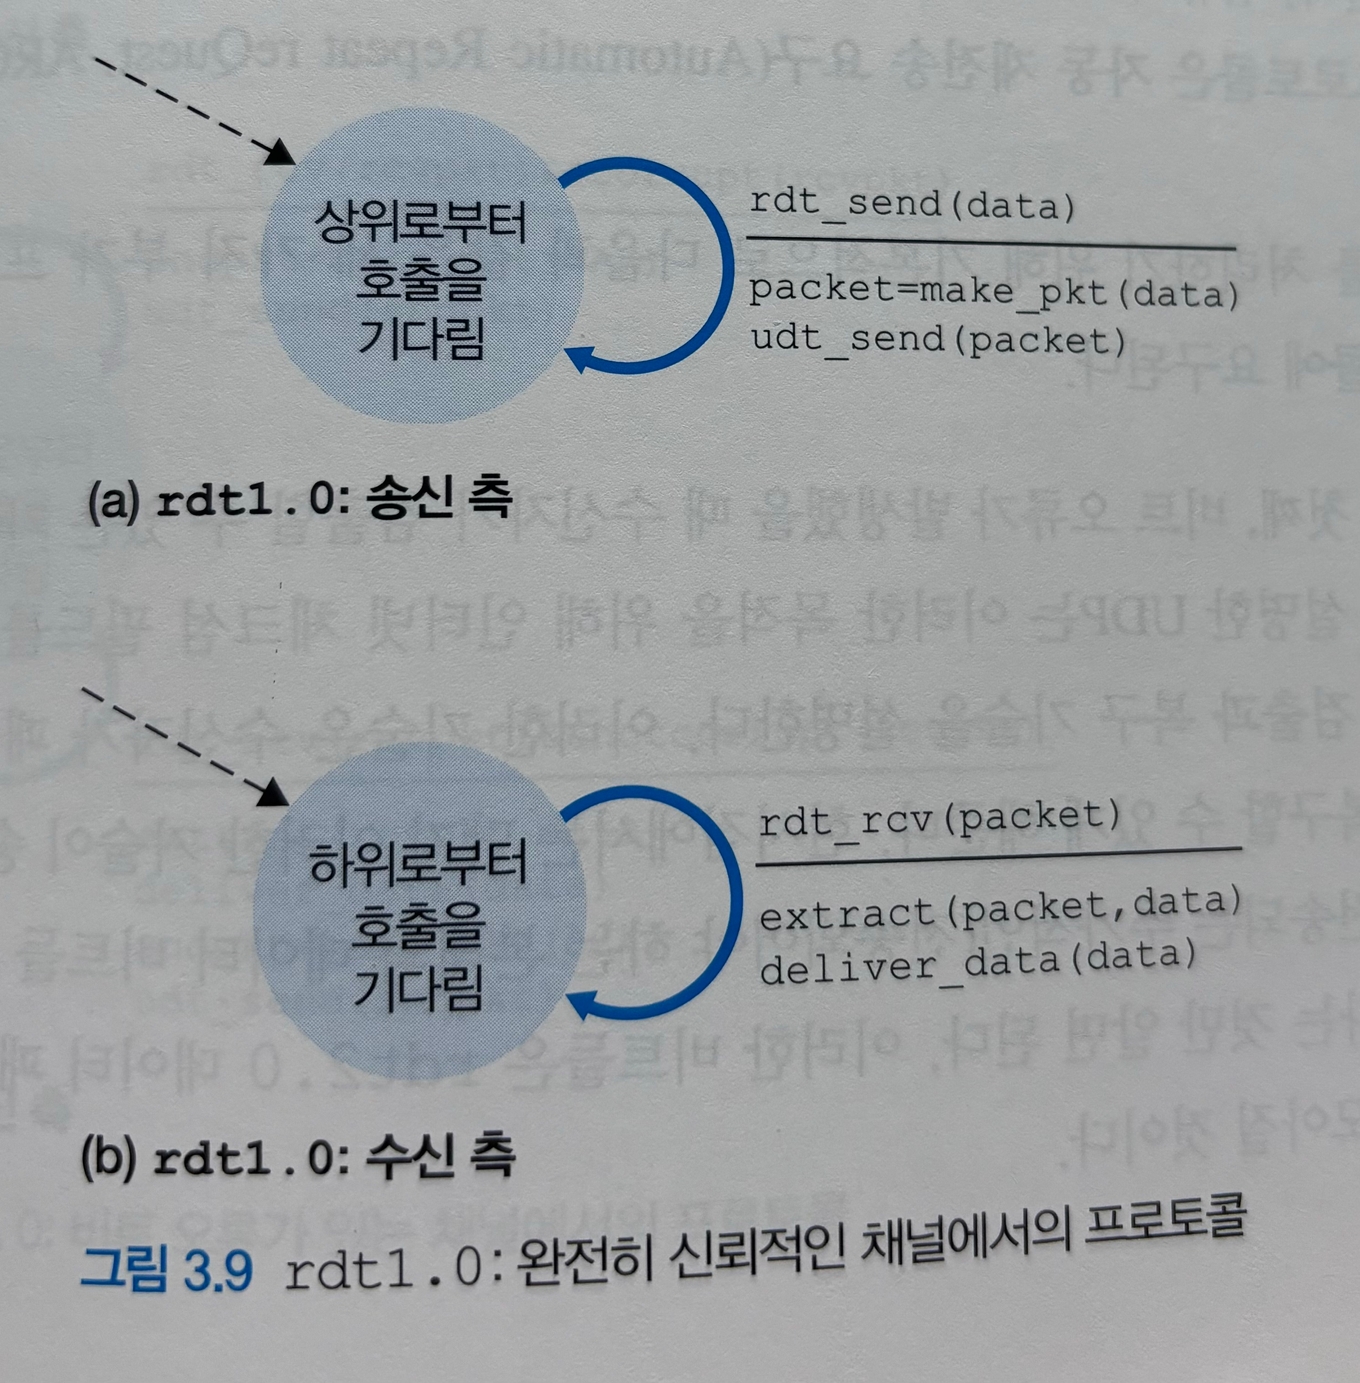 상위로부터
호출을
기다림
rdt_send(data)
packet=make_pkt(data)
udt_send(packet)
(a) rdt1.0: 송신 측
하위로부터
호출을
기다림
rdt_rcv(packet)
extract(packet,data)
deliver_data(data)
(b) rdt1.0: 수신 측
그림 3.9 rdt1.0: 완전히 신뢰적인 채널에서의 프로토콜